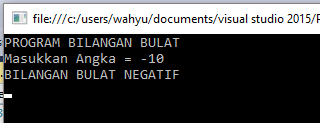 file:///c:/users/wahyu/documents/visual studio 2015/P
PROGRAM BILANGAN BULAT
Masukkan Angka = -10
BILANGAN BULAT NEGATIF